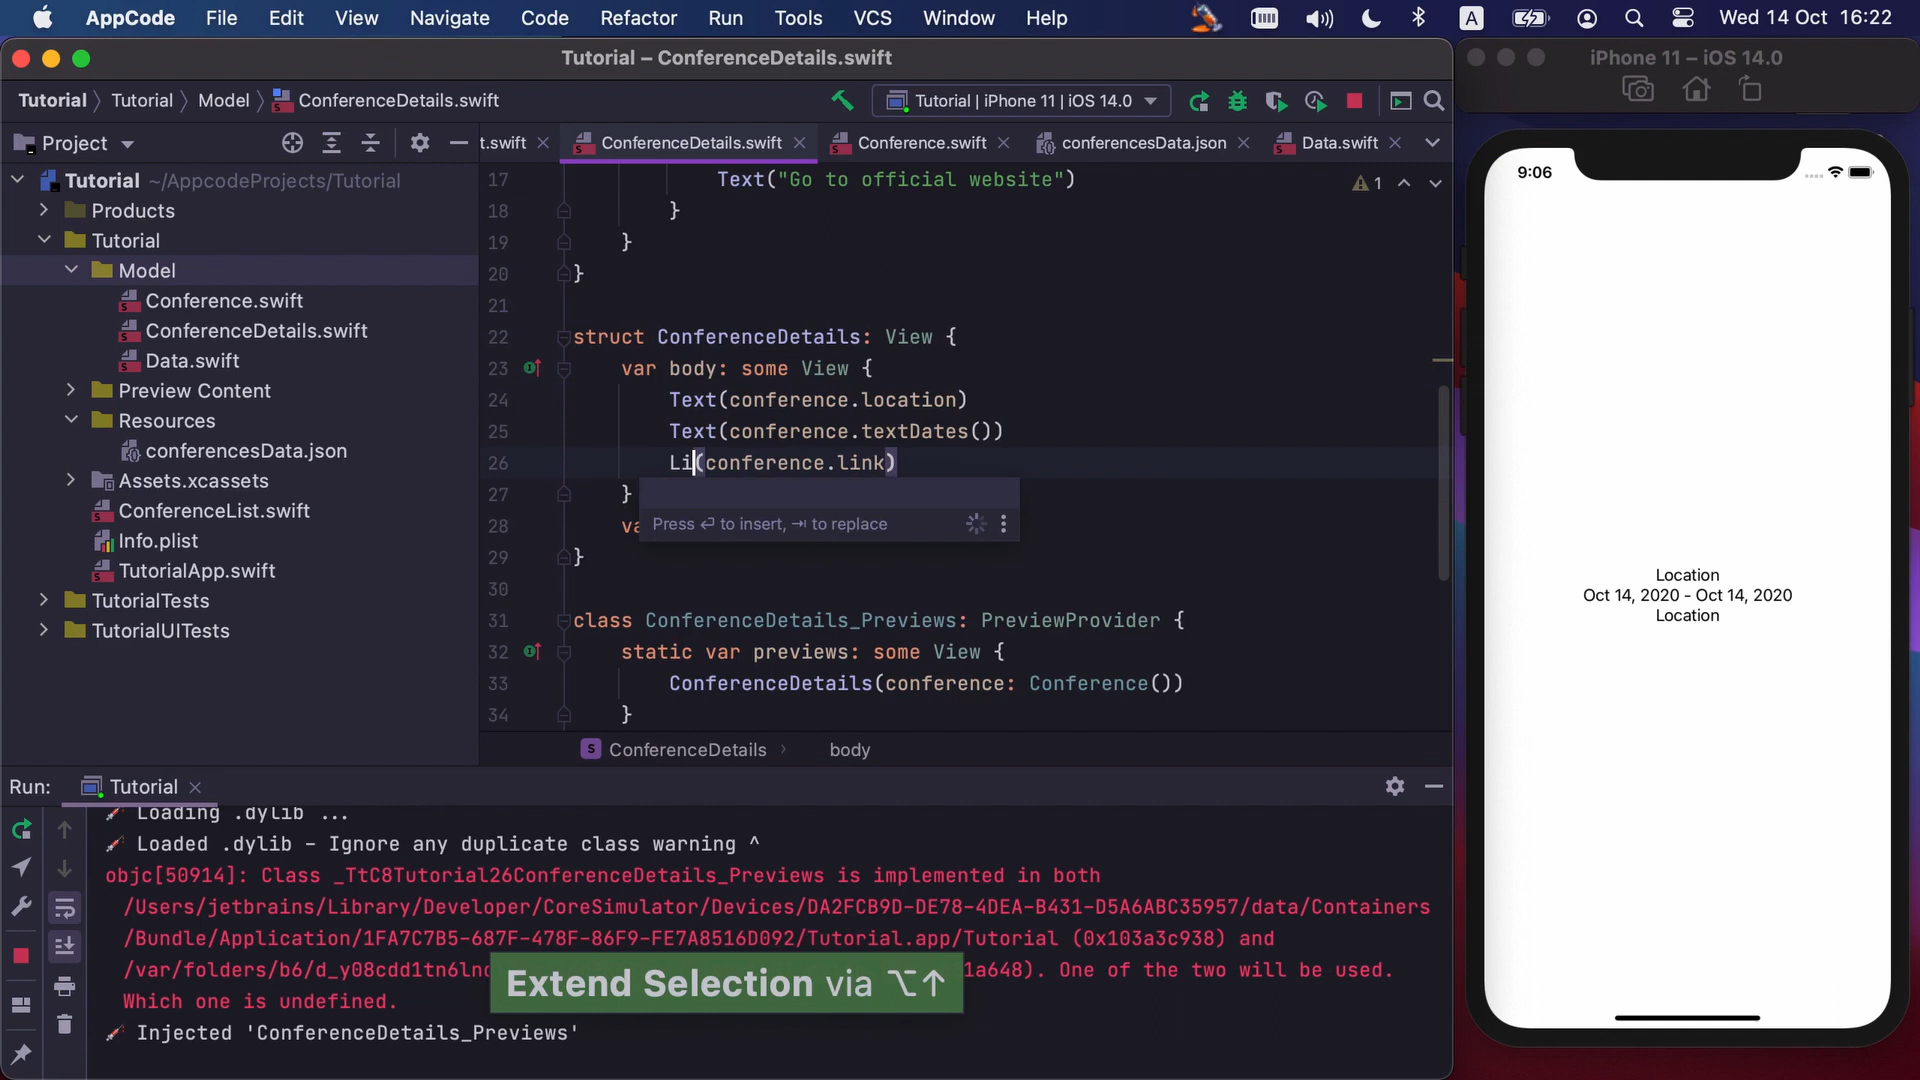 AppCode File Edit View Navigate Code Refactor Run Tools VCS Window Help A Wed 14 Oct 16:22
Tutorial – ConferenceDetails.swift
iPhone 11 – iOS 14.0
Tutorial Tutorial Model ConferenceDetails.swift
Tutorial | iPhone 11 | iOS 14.0
Project
t.swift ConferenceDetails.swift Conference.swift conferencesData.json Data.swift
Tutorial ~/AppcodeProjects/Tutorial
Products
Tutorial
Model
Conference.swift
ConferenceDetails.swift
Data.swift
Preview Content
Resources
conferencesData.json
Assets.xcassets
ConferenceList.swift
Info.plist
TutorialApp.swift
TutorialTests
TutorialUITests
17 Text("Go to official website")
1
18 }
19 }
20 }
21
22 struct ConferenceDetails: View {
23 var body: some View {
24 Text(conference.location)
25 Text(conference.textDates())
26 Li(conference.link)
27 }
Press ⏎ to insert, ⇥ to replace
28 va
29 }
30
31 class ConferenceDetails_Previews: PreviewProvider {
32 static var previews: some View {
33 ConferenceDetails(conference: Conference())
34 }
S ConferenceDetails body
9:06
Location
Oct 14, 2020 - Oct 14, 2020
Location
Run: Tutorial
Loading .dylib ...
Loaded .dylib - Ignore any duplicate class warning ^
objc[50914]: Class _TtC8Tutorial26ConferenceDetails_Previews is implemented in both
/Users/jetbrains/Library/Developer/CoreSimulator/Devices/DA2FCB9D-DE78-4DEA-B431-D5A6ABC35957/data/Containers
/Bundle/Application/1FA7C7B5-687F-478F-86F9-FE7A8516D092/Tutorial.app/Tutorial (0x103a3c938) and
/var/folders/b6/d_y08cdd1tn6lnc 1a648). One of the two will be used.
Which one is undefined.
Injected 'ConferenceDetails_Previews'
Extend Selection via ⌥↑